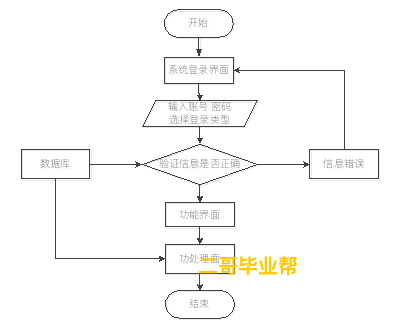 开始
系统登录界面
输入账号 密码
选择登录类型
数据库
验证信息是否正确
信息错误
功能界面
功处理面
二哥毕业帮
结束